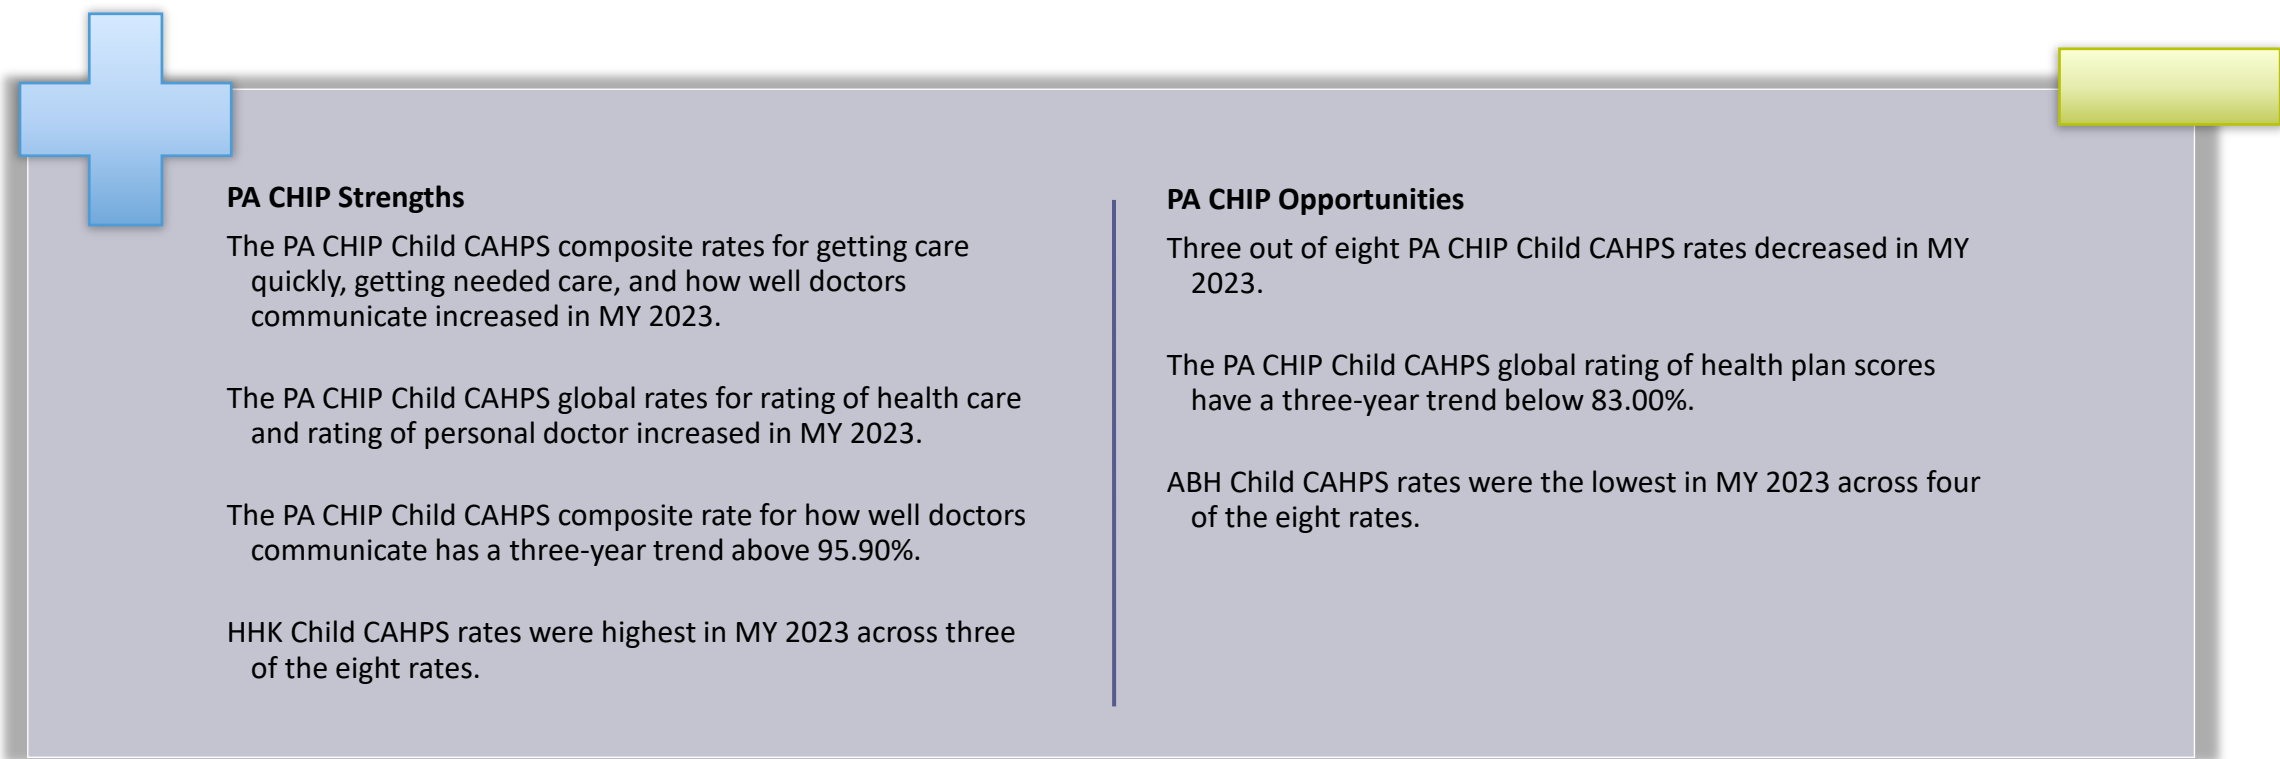 PA CHIP Strengths
The PA CHIP Child CAHPS composite rates for getting care
quickly, getting needed care, and how well doctors
communicate increased in MY 2023.
The PA CHIP Child CAHPS global rates for rating of health care
and rating of personal doctor increased in MY 2023.
The PA CHIP Child CAHPS composite rate for how well doctors
communicate has a three-year trend above 95.90%.
HHK Child CAHPS rates were highest in MY 2023 across three
of the eight rates.
PA CHIP Opportunities
Three out of eight PA CHIP Child CAHPS rates decreased in MY
2023.
The PA CHIP Child CAHPS global rating of health plan scores
have a three-year trend below 83.00%.
ABH Child CAHPS rates were the lowest in MY 2023 across four
of the eight rates.